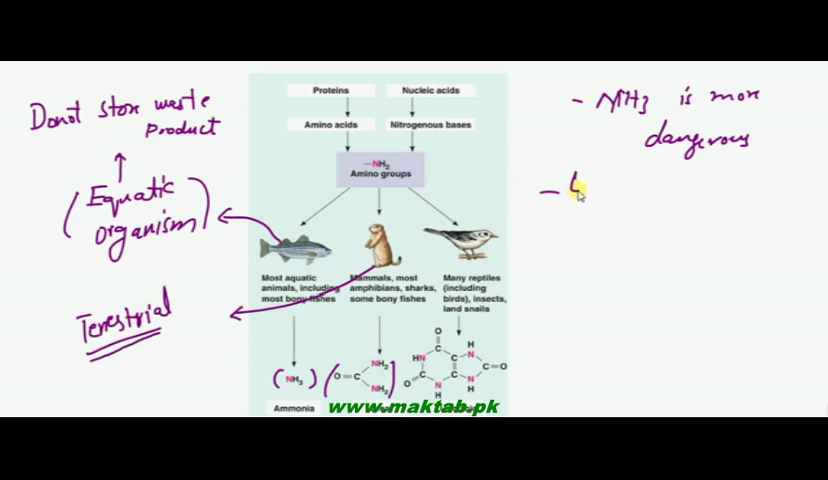 Donot store waste
Product
(Equatic
organism)
Terrestrial
Proteins
Nucleic acids
Amino acids
Nitrogenous bases
–NH2
Amino groups
Most aquatic
animals, including
most bony fishes
Mammals, most
amphibians, sharks,
some bony fishes
Many reptiles
(including
birds), insects,
land snails
(NH3)
O=C
NH2
NH2
O
C
HN
C
O
N
H
C
C
H
N
N
H
C=O
Ammonia
www.maktab.pk
- NH3 is more
dangerous
-